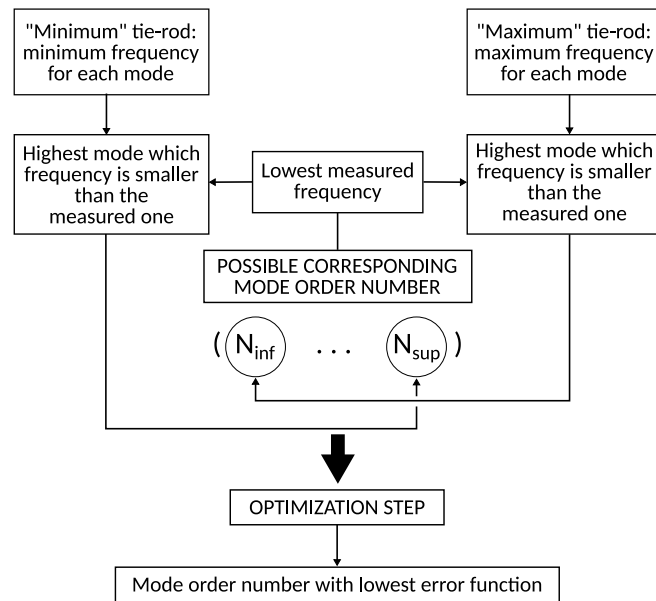 "Minimum" tie-rod:
minimum frequency
for each mode
"Maximum" tie-rod:
maximum frequency
for each mode
Highest mode which
frequency is smaller
than the
measured one
Lowest measured
frequency
Highest mode which
frequency is smaller
than the
measured one
POSSIBLE CORRESPONDING
MODE ORDER NUMBER
(Ninf ... Nsup)
OPTIMIZATION STEP
Mode order number with lowest error function